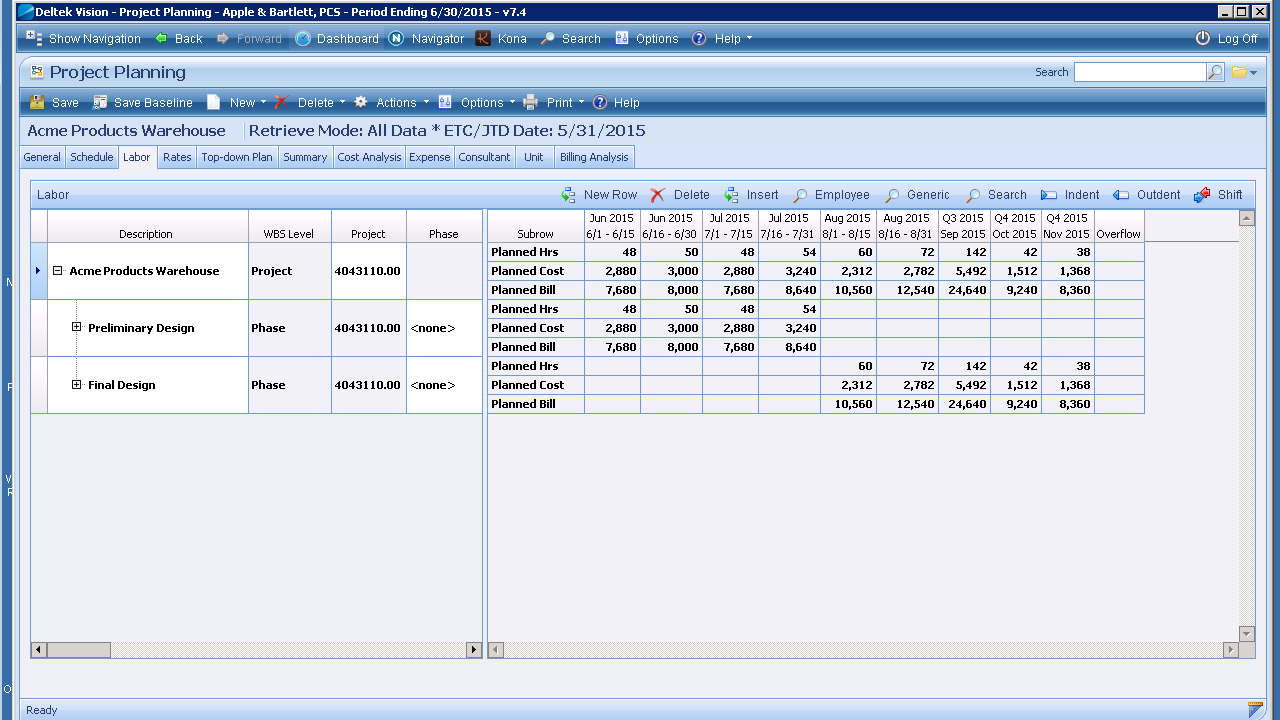 Deltek Vision - Project Planning - Apple & Bartlett, PCS - Period Ending 6/30/2015 - v7.4
Show Navigation Back Forward Dashboard Navigator Kona Search Options Help Log Off
Project Planning Search
Save Save Baseline New Delete Actions Options Print Help
Acme Products Warehouse Retrieve Mode: All Data * ETC/JTD Date: 5/31/2015
General Schedule Labor Rates Top-down Plan Summary Cost Analysis Expense Consultant Unit Billing Analysis
Labor New Row Delete Insert Employee Generic Search Indent Outdent Shift
Jun 2015 Jun 2015 Jul 2015 Jul 2015 Aug 2015 Aug 2015 Q3 2015 Q4 2015 Q4 2015
Description WBS Level Project Phase Subrow 6/1 - 6/15 6/16 - 6/30 7/1 - 7/15 7/16 - 7/31 8/1 - 8/15 8/16 - 8/31 Sep 2015 Oct 2015 Nov 2015 Overflow
Planned Hrs 48 50 48 54 60 72 142 42 38
Acme Products Warehouse Project 4043110.00 Planned Cost 2,880 3,000 2,880 3,240 2,312 2,782 5,492 1,512 1,368
Planned Bill 7,680 8,000 7,680 8,640 10,560 12,540 24,640 9,240 8,360
Planned Hrs 48 50 48 54
Preliminary Design Phase 4043110.00 <none> Planned Cost 2,880 3,000 2,880 3,240
Planned Bill 7,680 8,000 7,680 8,640
Planned Hrs 60 72 142 42 38
Final Design Phase 4043110.00 <none> Planned Cost 2,312 2,782 5,492 1,512 1,368
Planned Bill 10,560 12,540 24,640 9,240 8,360
Ready